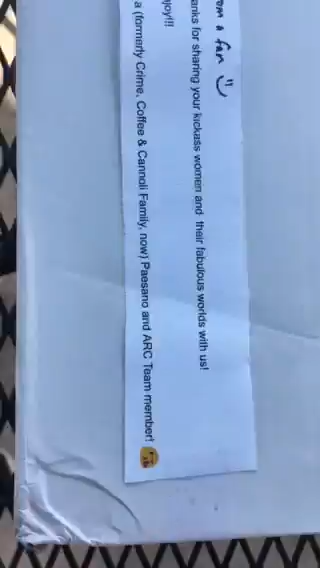 om a fan
anks for sharing your kickass women and their fabulous worlds with us!
njoy!!!
a (formerly Crime, Coffee & Cannoli Family, now) Paesano and ARC Team member!